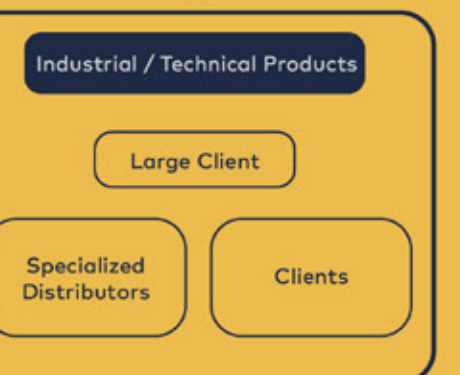 Industrial / Technical Products
Large Client
Specialized
Distributors
Clients